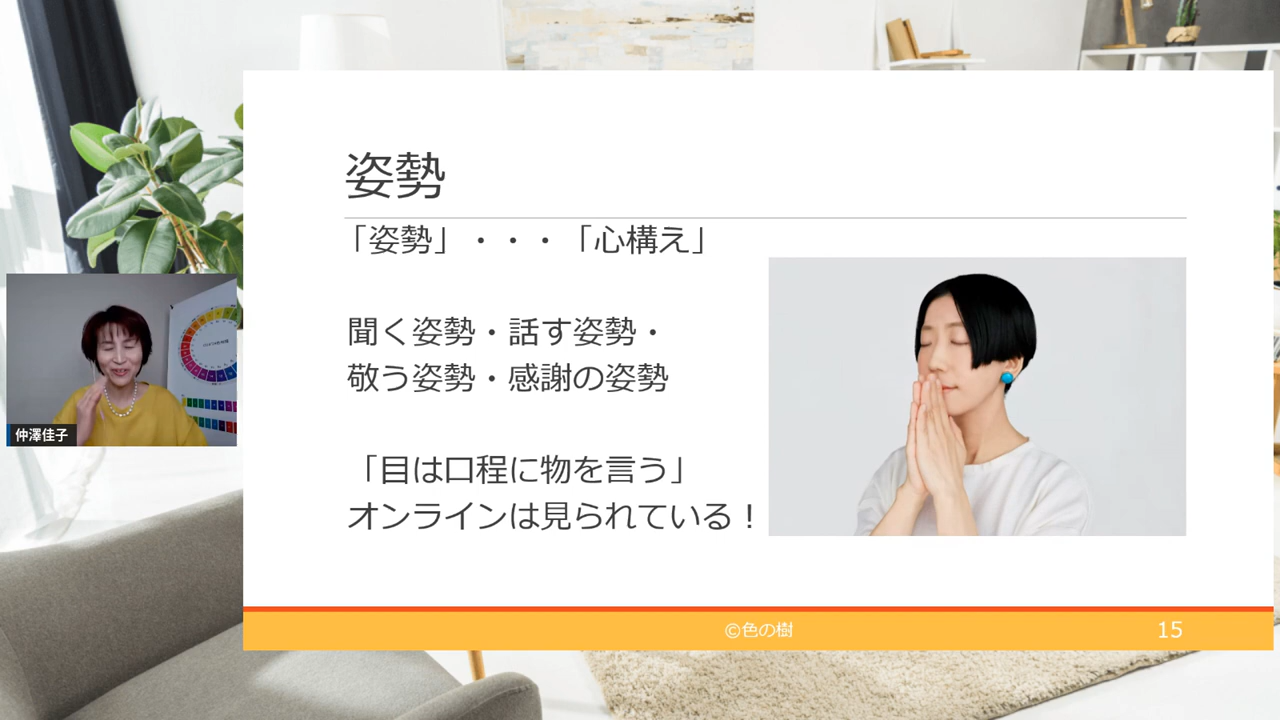 姿勢
「姿勢」・・・「心構え」
聞く姿勢・話す姿勢・
敬う姿勢・感謝の姿勢
「目は口程に物を言う」
オンラインは見られている！
仲澤佳子
©色の樹
15